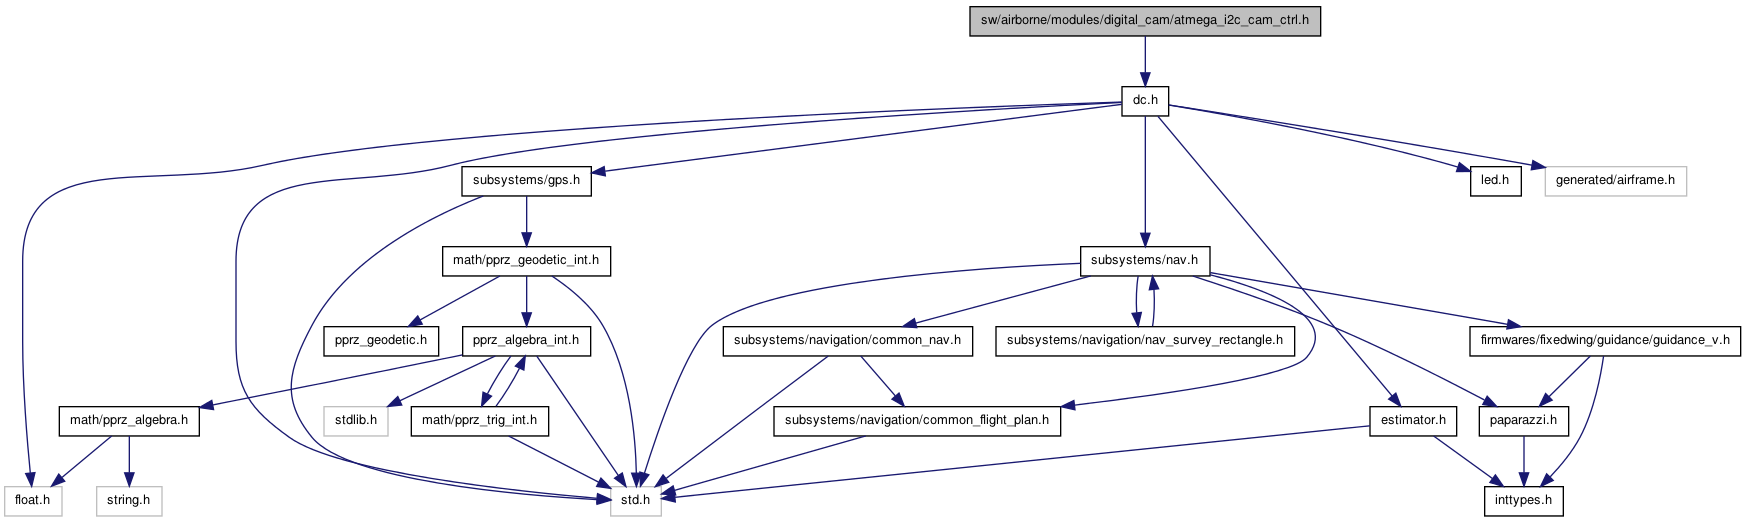 sw/airborne/modules/digital_cam/atmega_i2c_cam_ctrl.h
dc.h
subsystems/gps.h
led.h
generated/airframe.h
math/pprz_geodetic_int.h
subsystems/nav.h
pprz_geodetic.h
pprz_algebra_int.h
subsystems/navigation/common_nav.h
subsystems/navigation/nav_survey_rectangle.h
firmwares/fixedwing/guidance/guidance_v.h
math/pprz_algebra.h
stdlib.h
math/pprz_trig_int.h
subsystems/navigation/common_flight_plan.h
estimator.h
paparazzi.h
float.h
string.h
std.h
inttypes.h